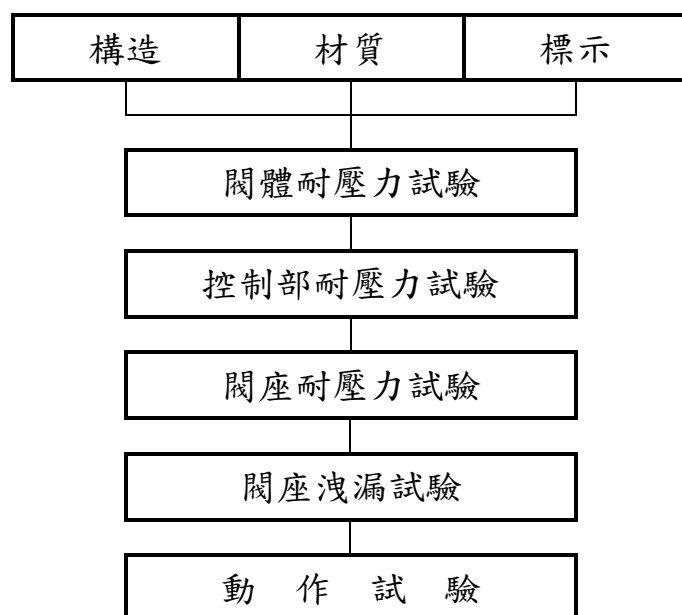 構造 材質 標示
閥體耐壓力試驗
控制部耐壓力試驗
閥座耐壓力試驗
閥座洩漏試驗
動作試驗